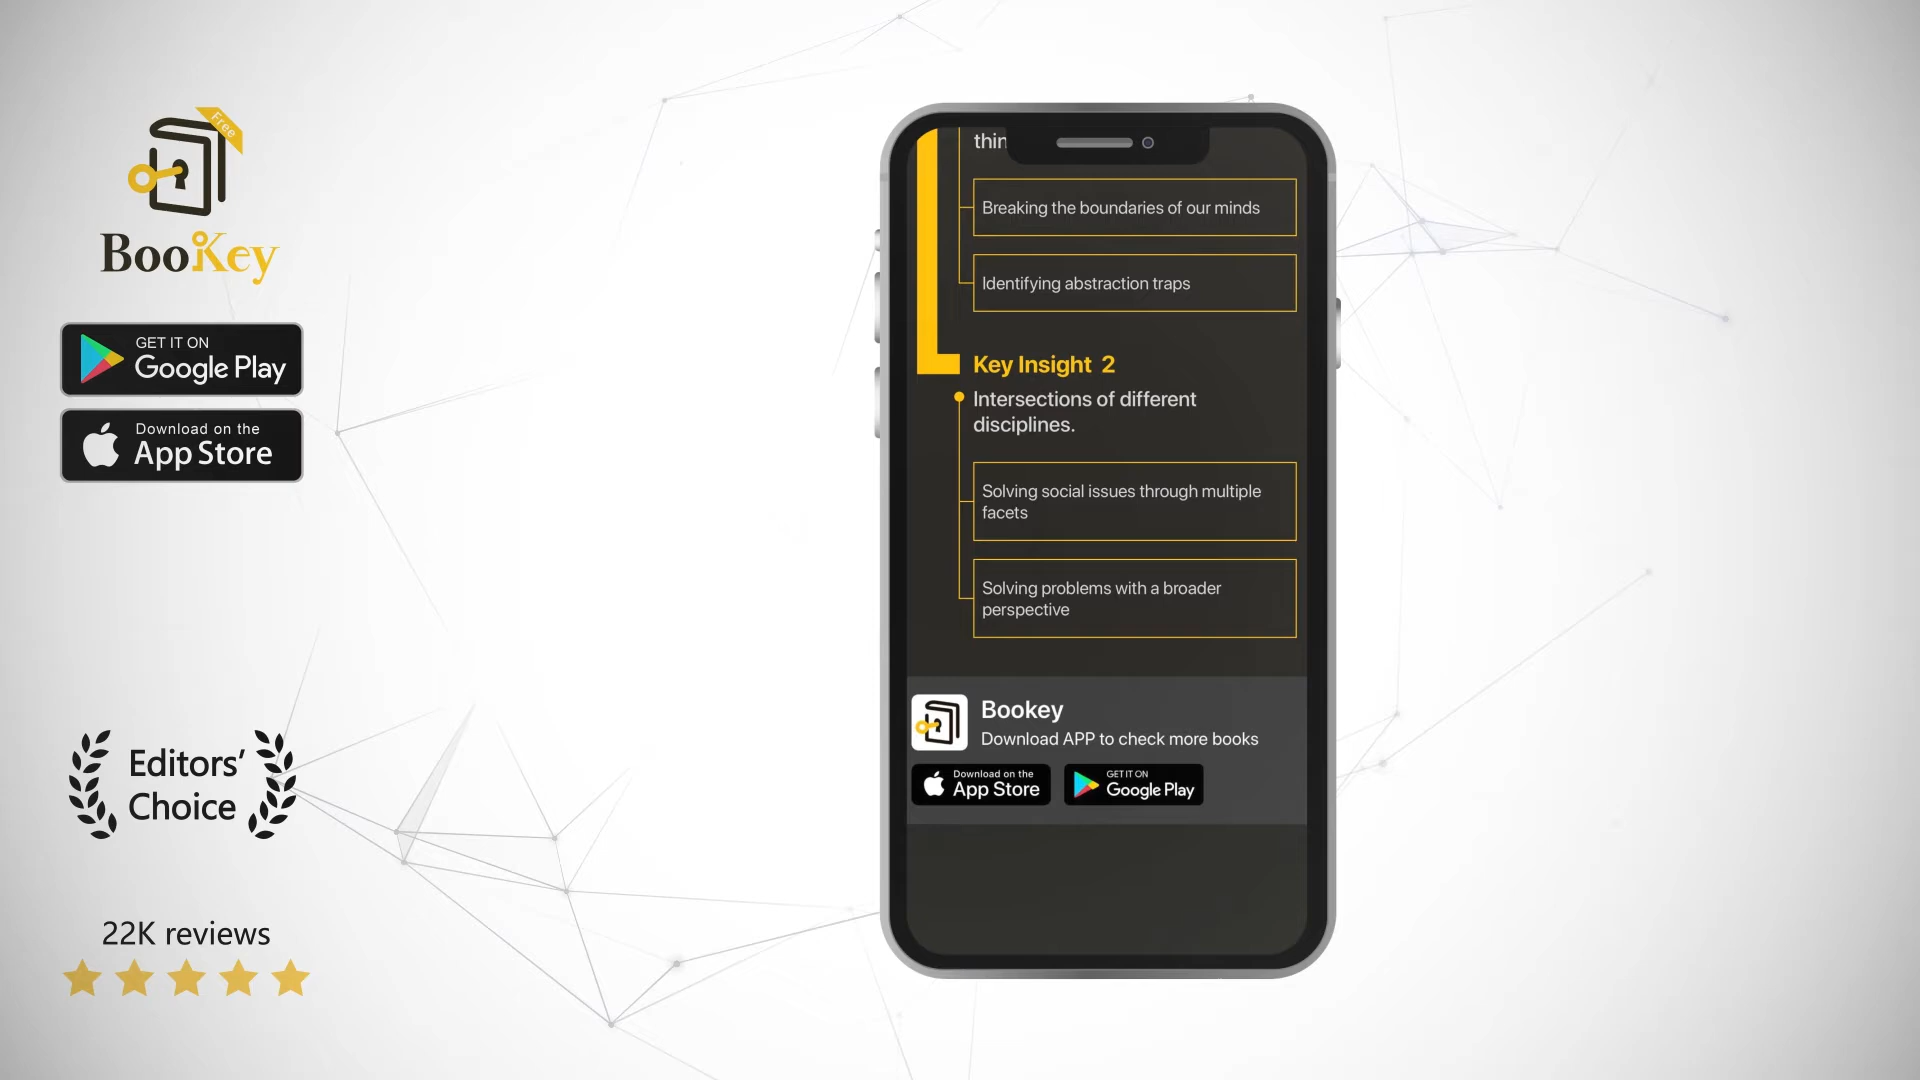 Free
BooKey
GET IT ON
Google Play
Download on the
App Store
Editors'
Choice
22K reviews
thin
Breaking the boundaries of our minds
Identifying abstraction traps
Key Insight 2
Intersections of different
disciplines.
Solving social issues through multiple
facets
Solving problems with a broader
perspective
Bookey
Download APP to check more books
Download on the
App Store
GET IT ON
Google Play